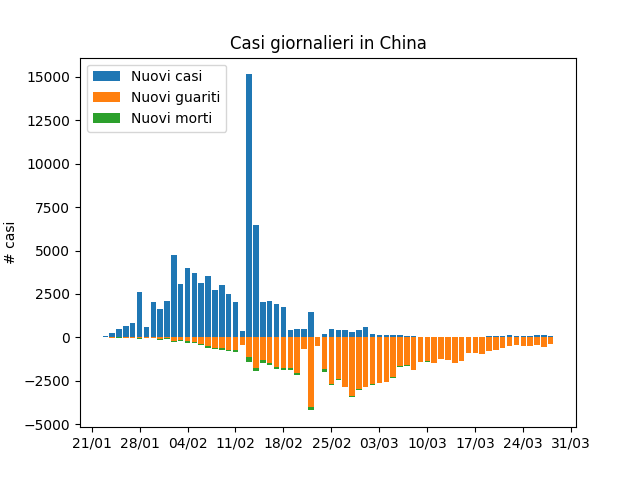 Casi giornalieri in China
Nuovi casi
Nuovi guariti
Nuovi morti
# casi
15000
12500
10000
7500
5000
2500
0
−2500
−5000
21/01 28/01 04/02 11/02 18/02 25/02 03/03 10/03 17/03 24/03 31/03